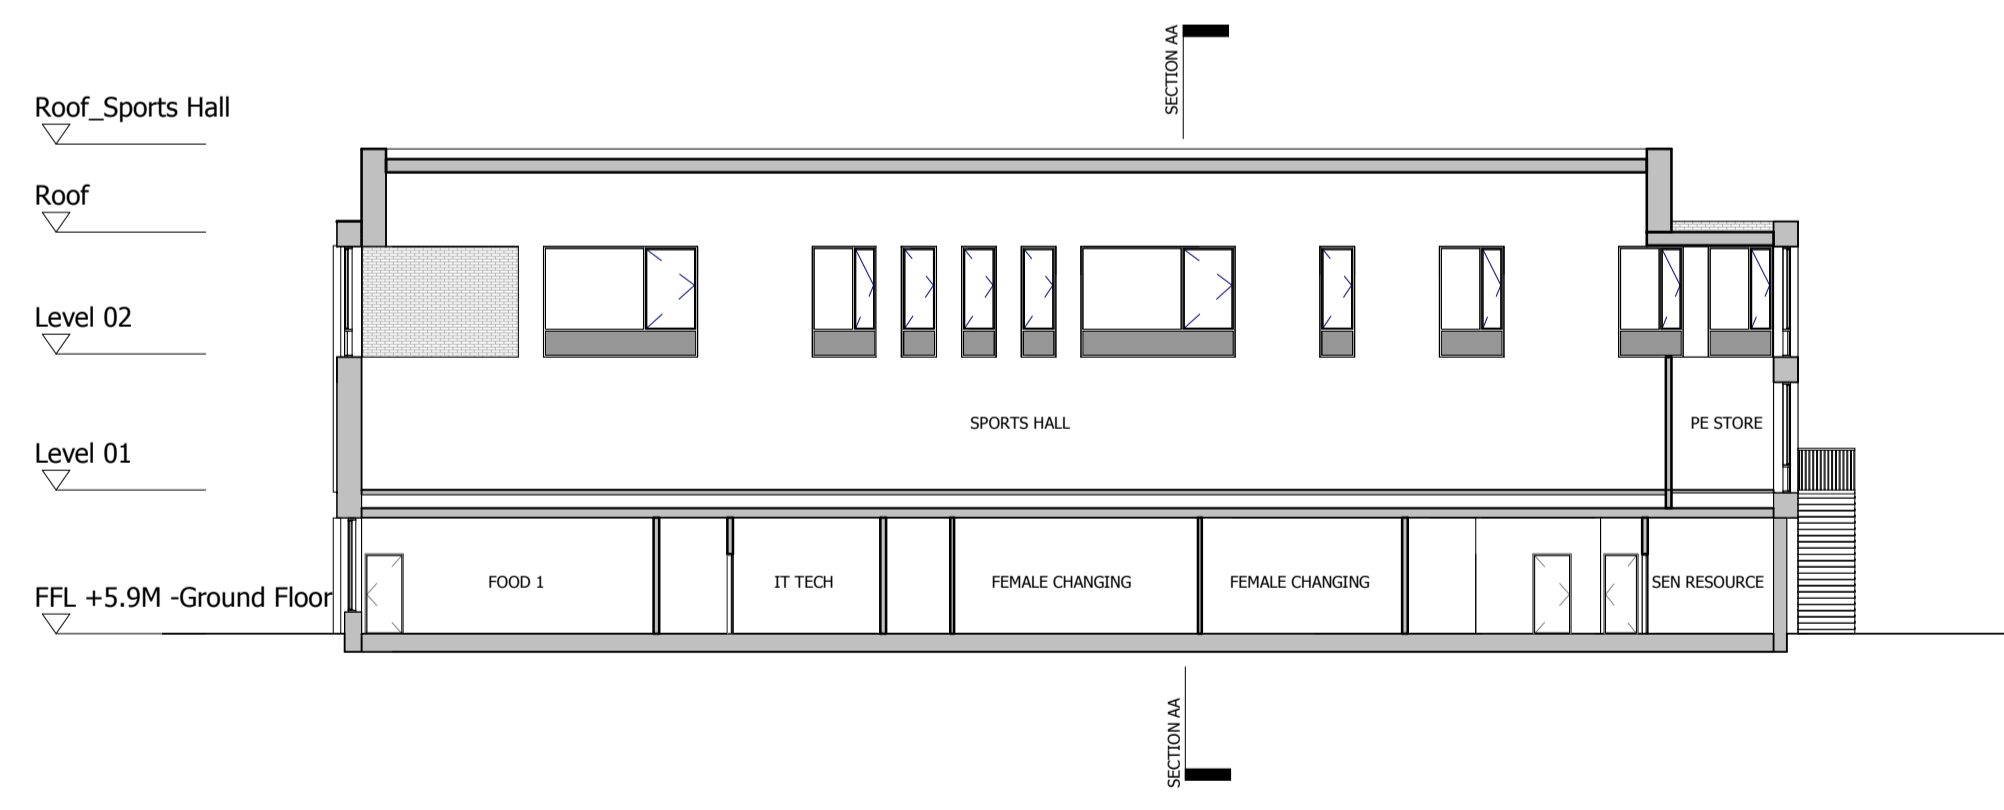 SECTION AA
Roof_Sports Hall
Roof
Level 02
SPORTS HALL
PE STORE
Level 01
FOOD 1
IT TECH
FEMALE CHANGING
FEMALE CHANGING
SEN RESOURCE
FFL +5.9M -Ground Floor
SECTION AA